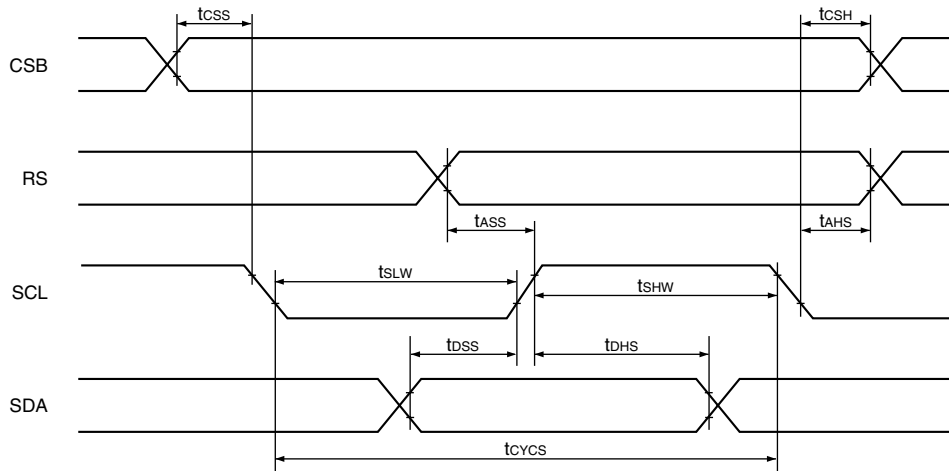 tCSS tCSH
CSB
RS
tASS tAHS
tSLW
SCL tSHW
tDSS tDHS
SDA
tCYCS